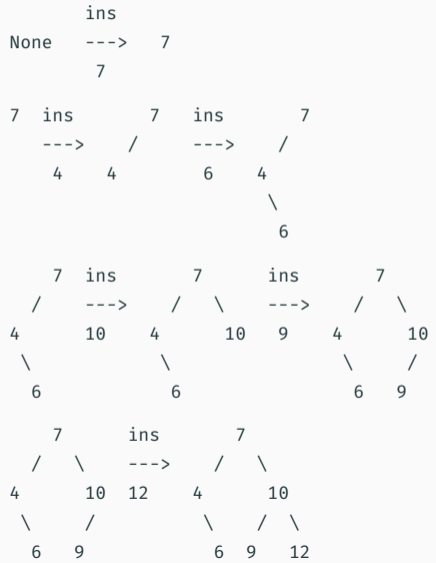 ins
None   --->   7
        7
7  ins       7   ins       7
   --->    /     --->    /
    4    4        6    4
                        \
                         6
    7  ins       7      ins       7
  /    --->    /   \    --->    /   \
4      10    4      10   9    4      10
 \            \                \     /
  6            6                6   9
    7      ins       7
  /   \    --->    /   \
4      10  12    4      10
 \     /          \    /  \
  6   9            6  9   12